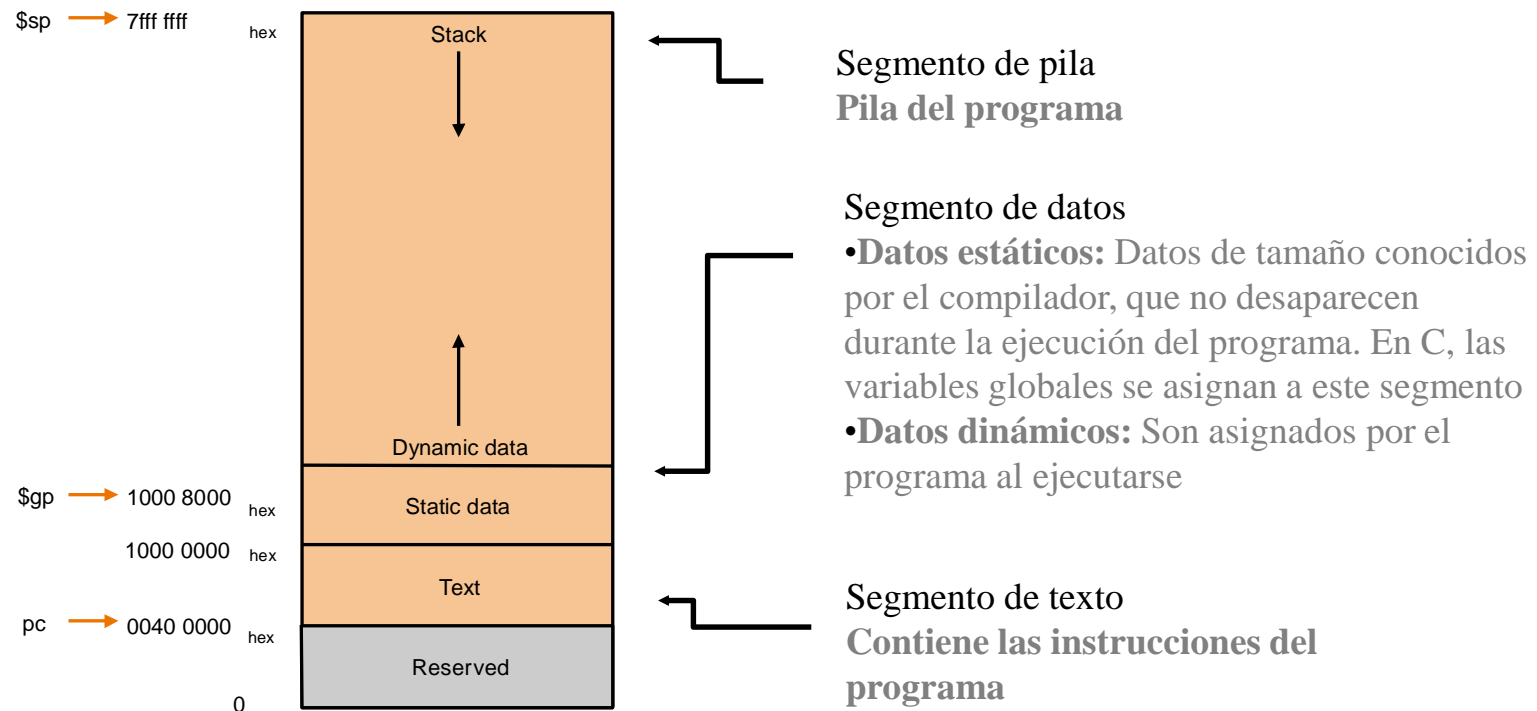 $sp 7fff ffff hex
Stack
Segmento de pila
Pila del programa
Segmento de datos
•Datos estáticos: Datos de tamaño conocidos
por el compilador, que no desaparecen
durante la ejecución del programa. En C, las
variables globales se asignan a este segmento
•Datos dinámicos: Son asignados por el
programa al ejecutarse
Dynamic data
$gp 1000 8000 hex
Static data
1000 0000 hex
Text
Segmento de texto
Contiene las instrucciones del
programa
pc 0040 0000 hex
Reserved
0